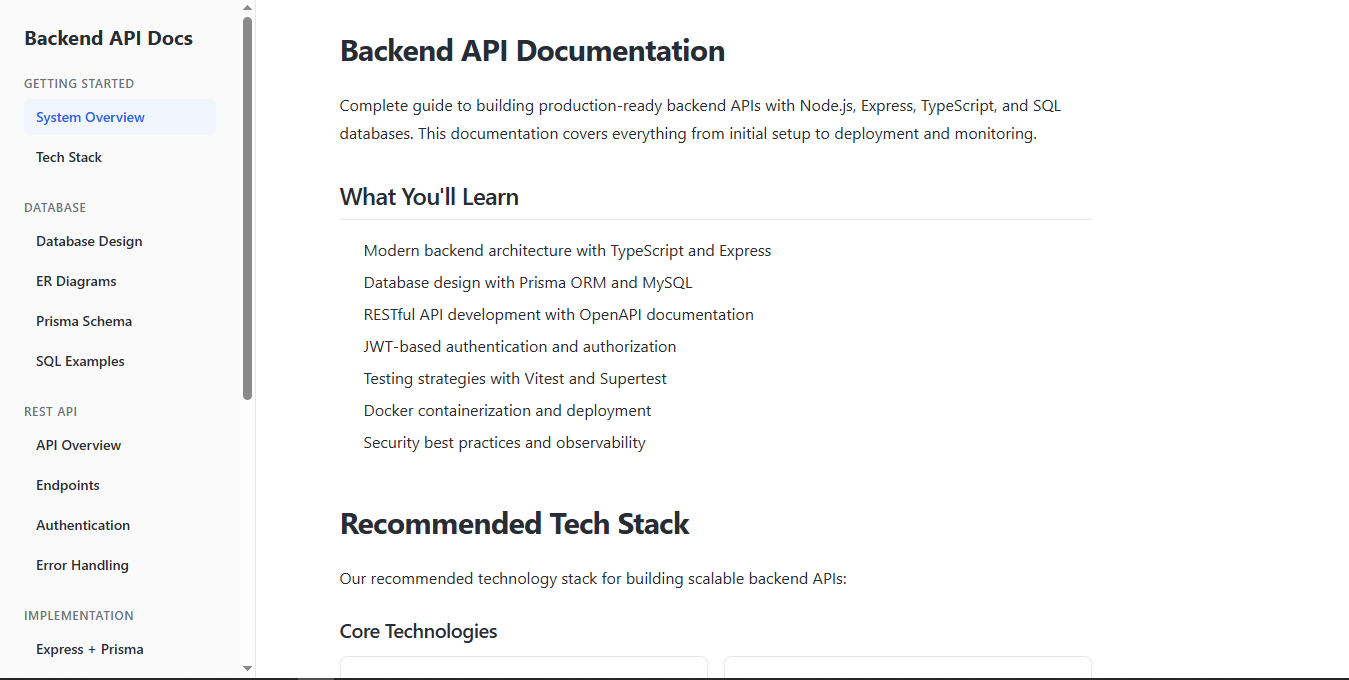 Backend API Docs
GETTING STARTED
System Overview
Tech Stack
DATABASE
Database Design
ER Diagrams
Prisma Schema
SQL Examples
REST API
API Overview
Endpoints
Authentication
Error Handling
IMPLEMENTATION
Express + Prisma
Backend API Documentation
Complete guide to building production-ready backend APIs with Node.js, Express, TypeScript, and SQL
databases. This documentation covers everything from initial setup to deployment and monitoring.
What You'll Learn
Modern backend architecture with TypeScript and Express
Database design with Prisma ORM and MySQL
RESTful API development with OpenAPI documentation
JWT-based authentication and authorization
Testing strategies with Vitest and Supertest
Docker containerization and deployment
Security best practices and observability
Recommended Tech Stack
Our recommended technology stack for building scalable backend APIs:
Core Technologies